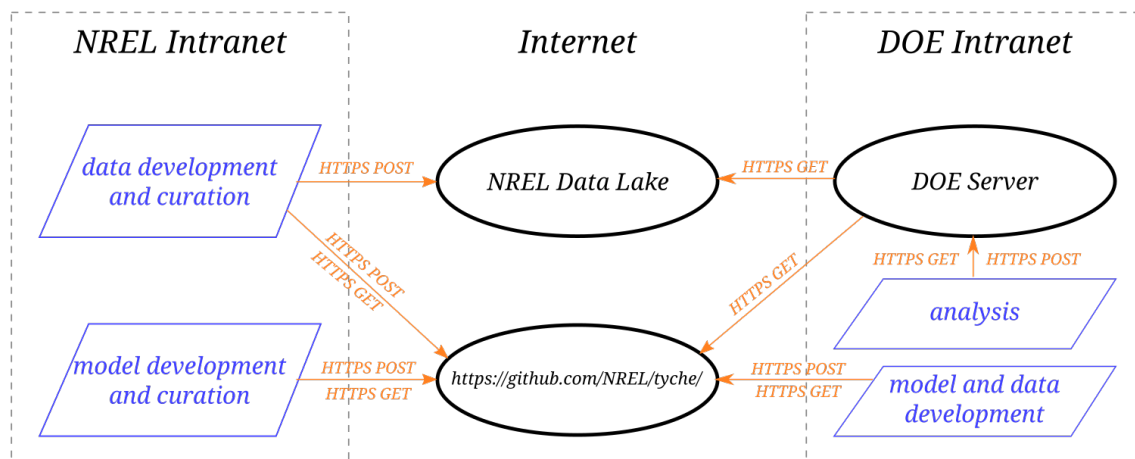 NREL Intranet
Internet
DOE Intranet
data development
and curation
HTTPS POST
NREL Data Lake
HTTPS GET
DOE Server
HTTPS POST
HTTPS GET
HTTPS GET
HTTPS GET
HTTPS POST
analysis
model development
and curation
HTTPS POST
HTTPS GET
https://github.com/NREL/tyche/
HTTPS POST
HTTPS GET
model and data
development